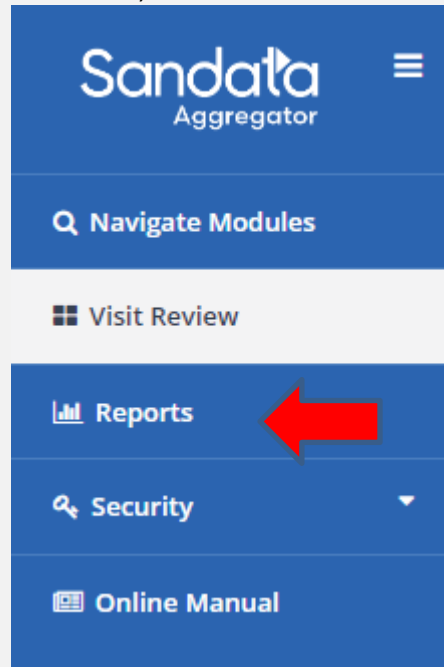 Sandata
Aggregator
Navigate Modules
Visit Review
Reports
Security
Online Manual